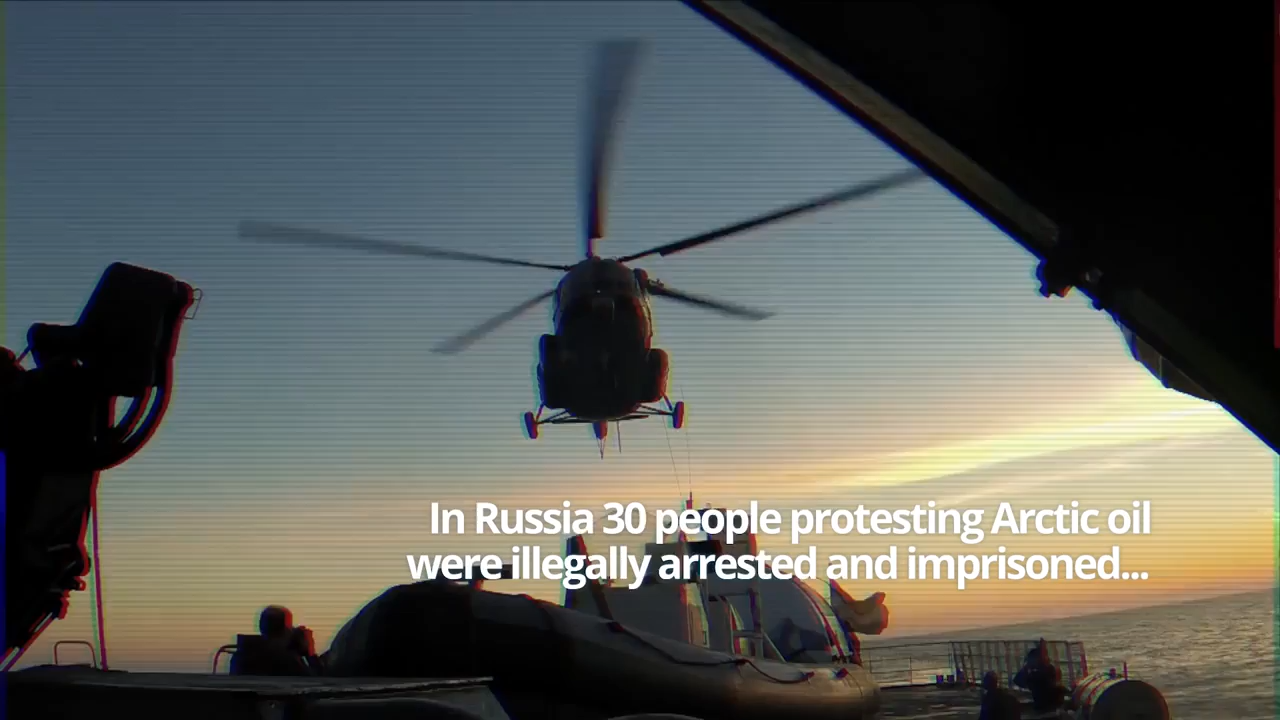 In Russia 30 people protesting Arctic oil
were illegally arrested and imprisoned...